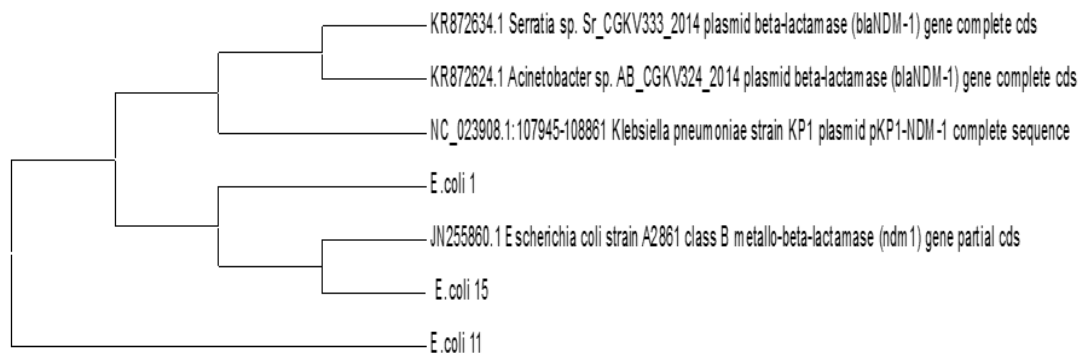 KR872634.1 Serratia sp. Sr_CGKV333_2014 plasmid beta-lactamase (blaNDM-1) gene complete cds
KR872624.1 Acinetobacter sp. AB_CGKV324_2014 plasmid beta-lactamase (blaNDM-1) gene complete cds
NC_023908.1:107945-108861 Klebsiella pneumoniae strain KP1 plasmid pKP1-NDM-1 complete sequence
E.coli 1
JN255860.1 Escherichia coli strain A2861 class B metallo-beta-lactamase (ndm1) gene partial cds
E.coli 15
E.coli 11